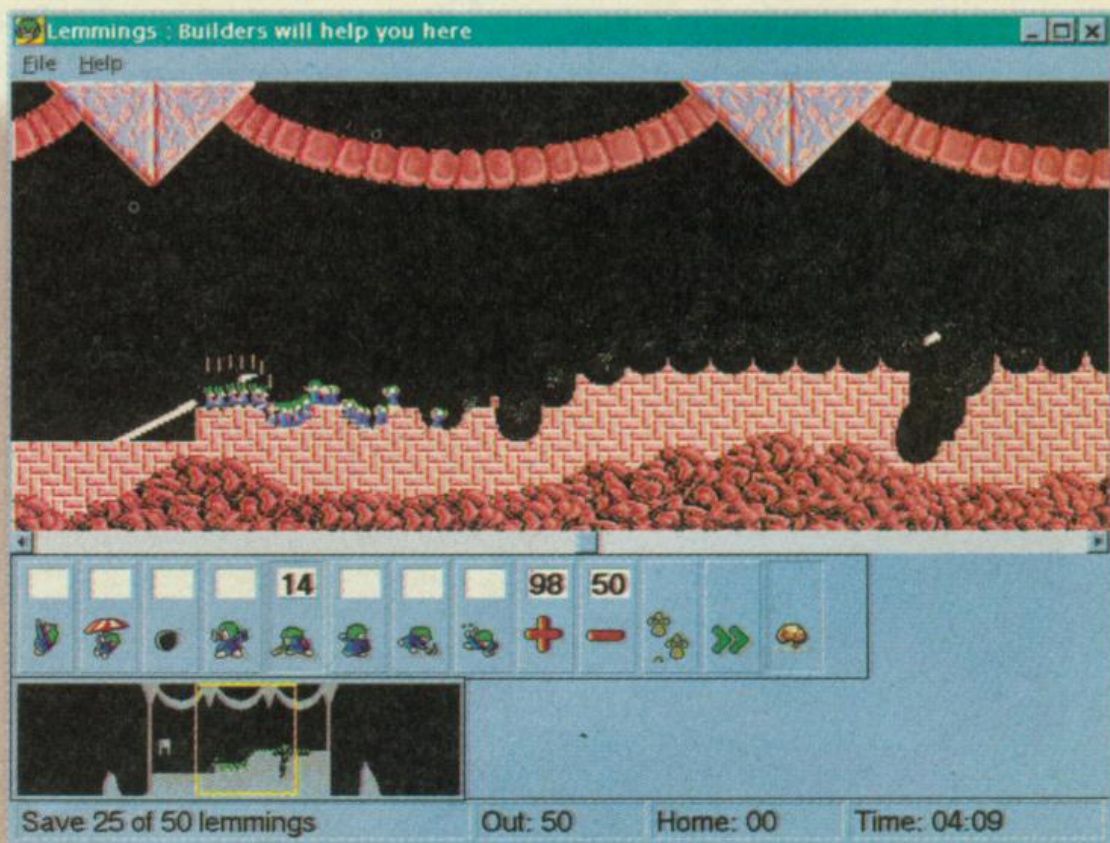 Lemmings : Builders will help you here
File Help
14 98 50
Save 25 of 50 lemmings Out: 50 Home: 00 Time: 04:09